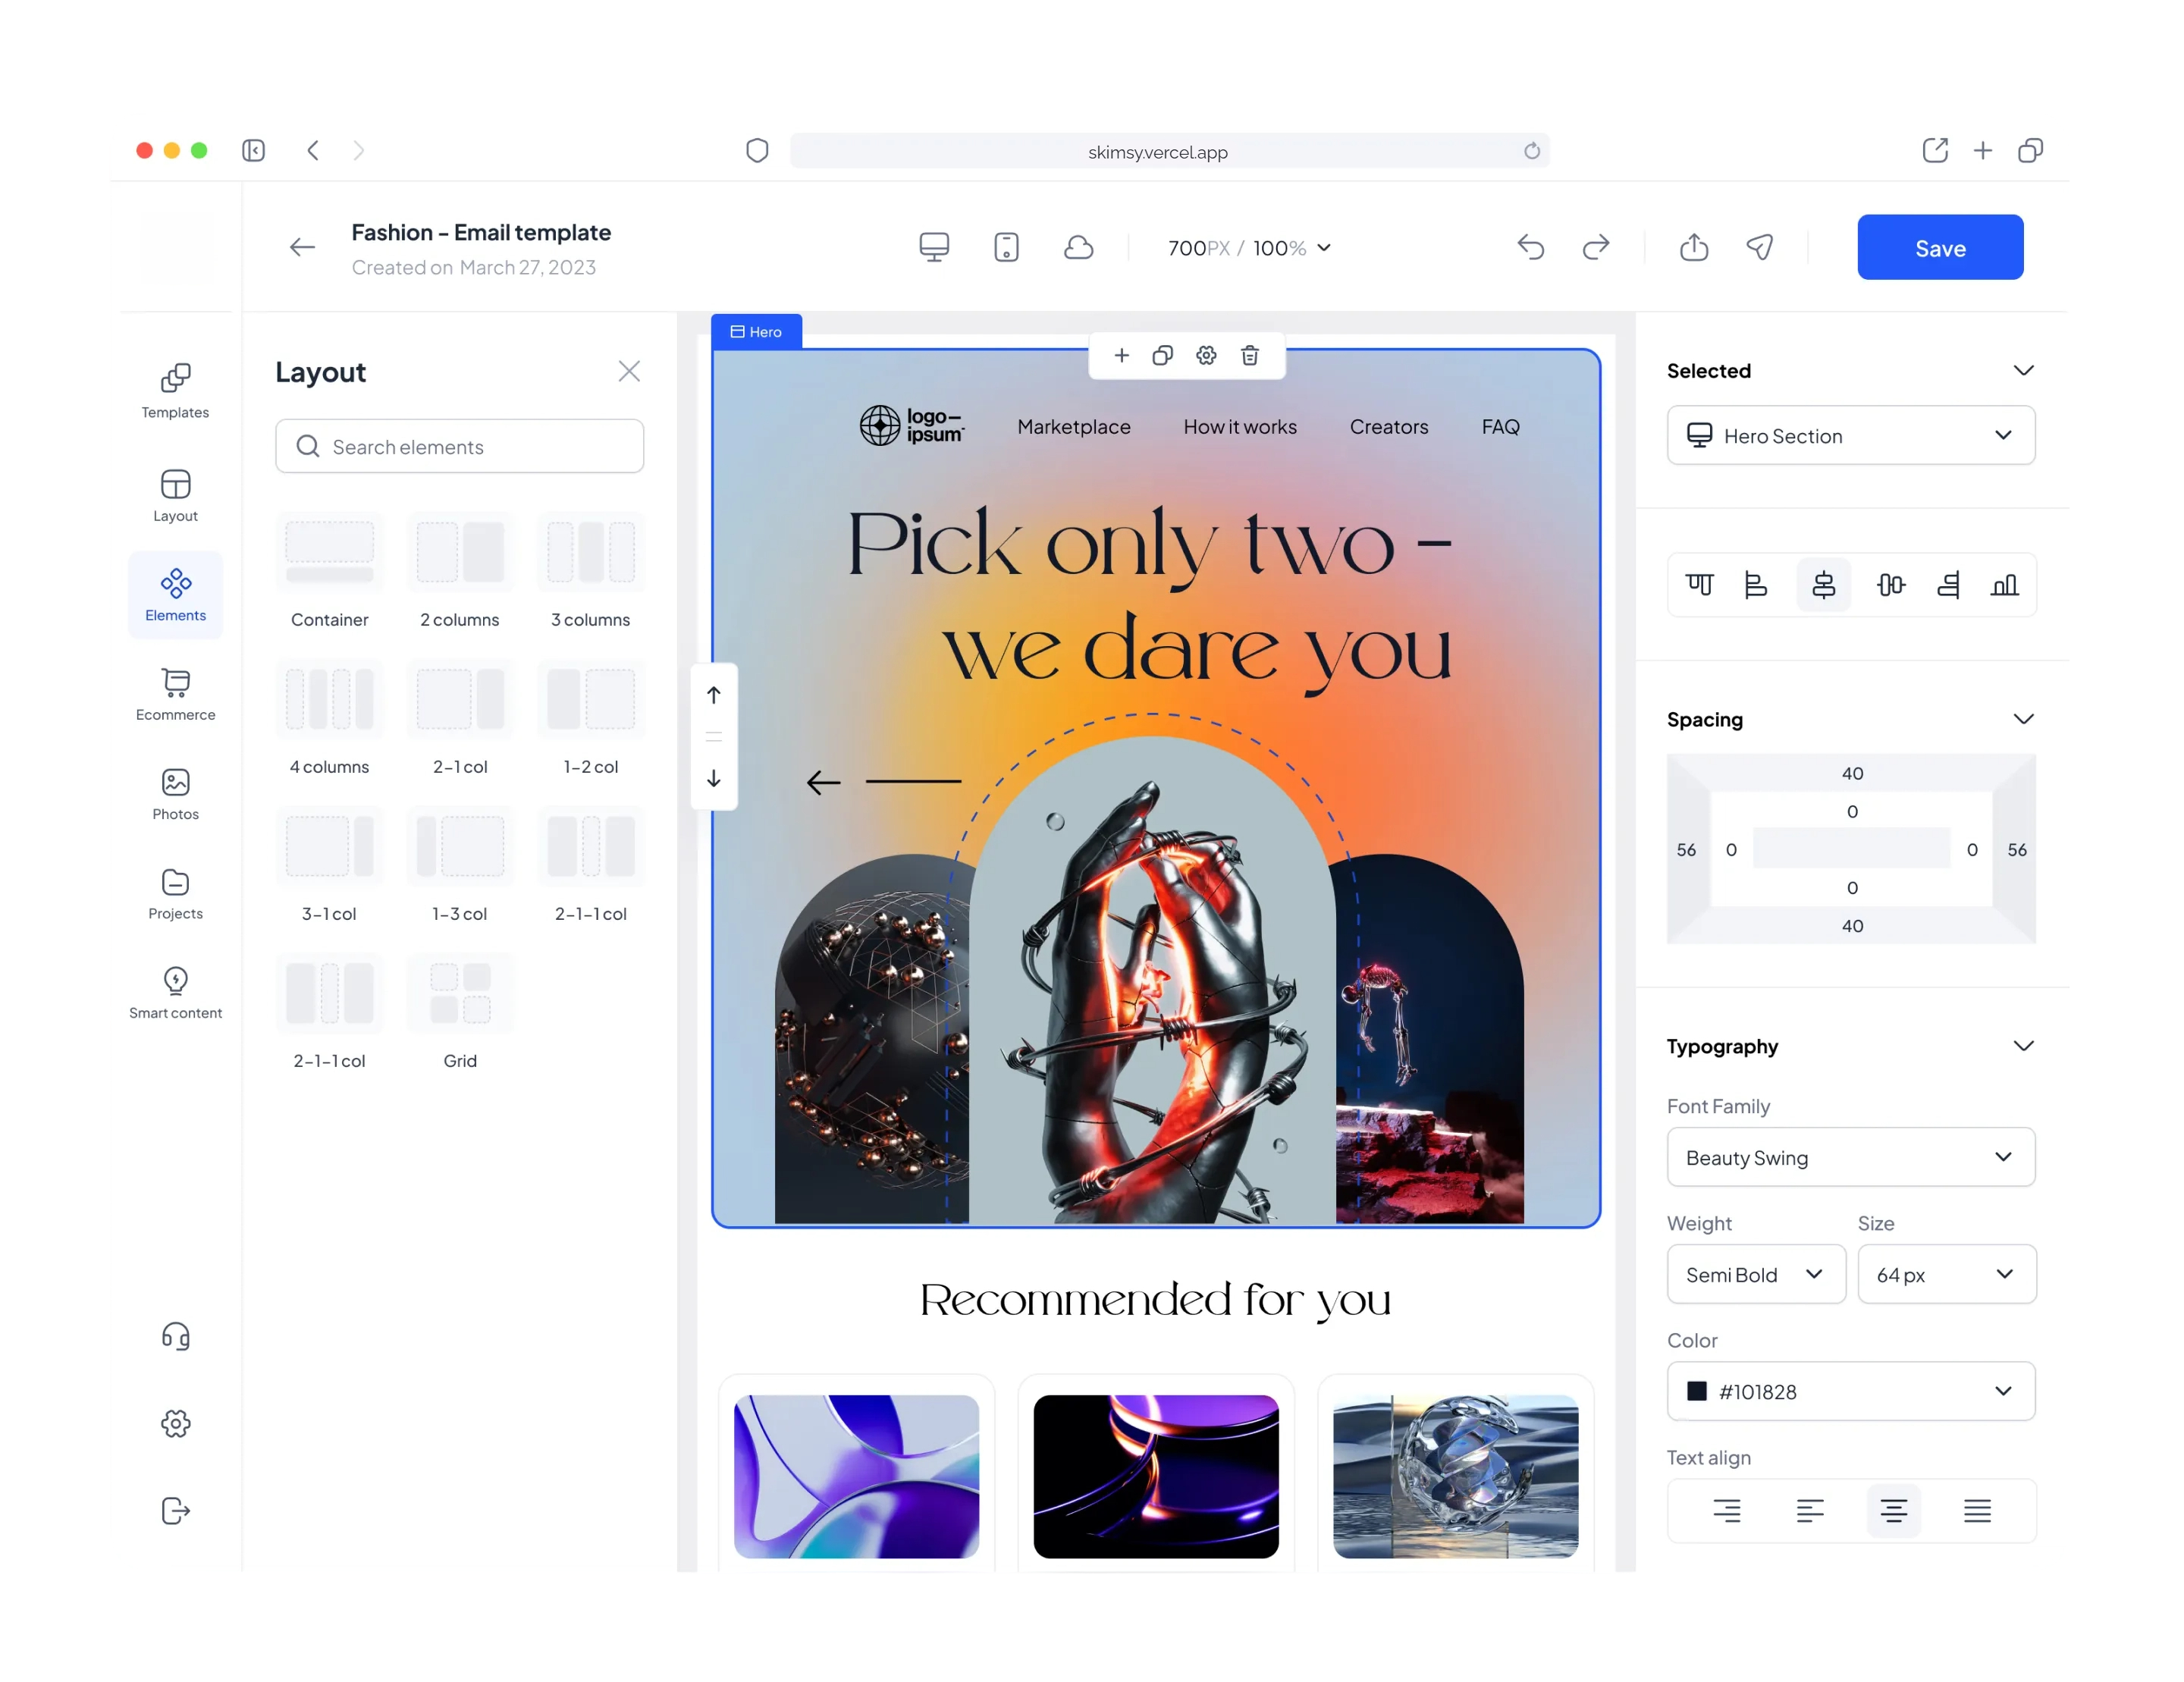 skimsy.vercel.app
Fashion - Email template
Created on March 27, 2023
700PX / 100%
Save
Templates
Layout
Elements
Ecommerce
Photos
Projects
Smart content
Layout
Search elements
Container
2 columns
3 columns
4 columns
2-1 col
1-2 col
3-1 col
1-3 col
2-1-1 col
2-1-1 col
Grid
Hero
logo-
ipsum
Marketplace
How it works
Creators
FAQ
Pick only two -
we dare you
Recommended for you
Selected
Hero Section
Spacing
40
0
56
0
0
56
0
40
Typography
Font Family
Beauty Swing
Weight
Size
Semi Bold
64 px
Color
#101828
Text align